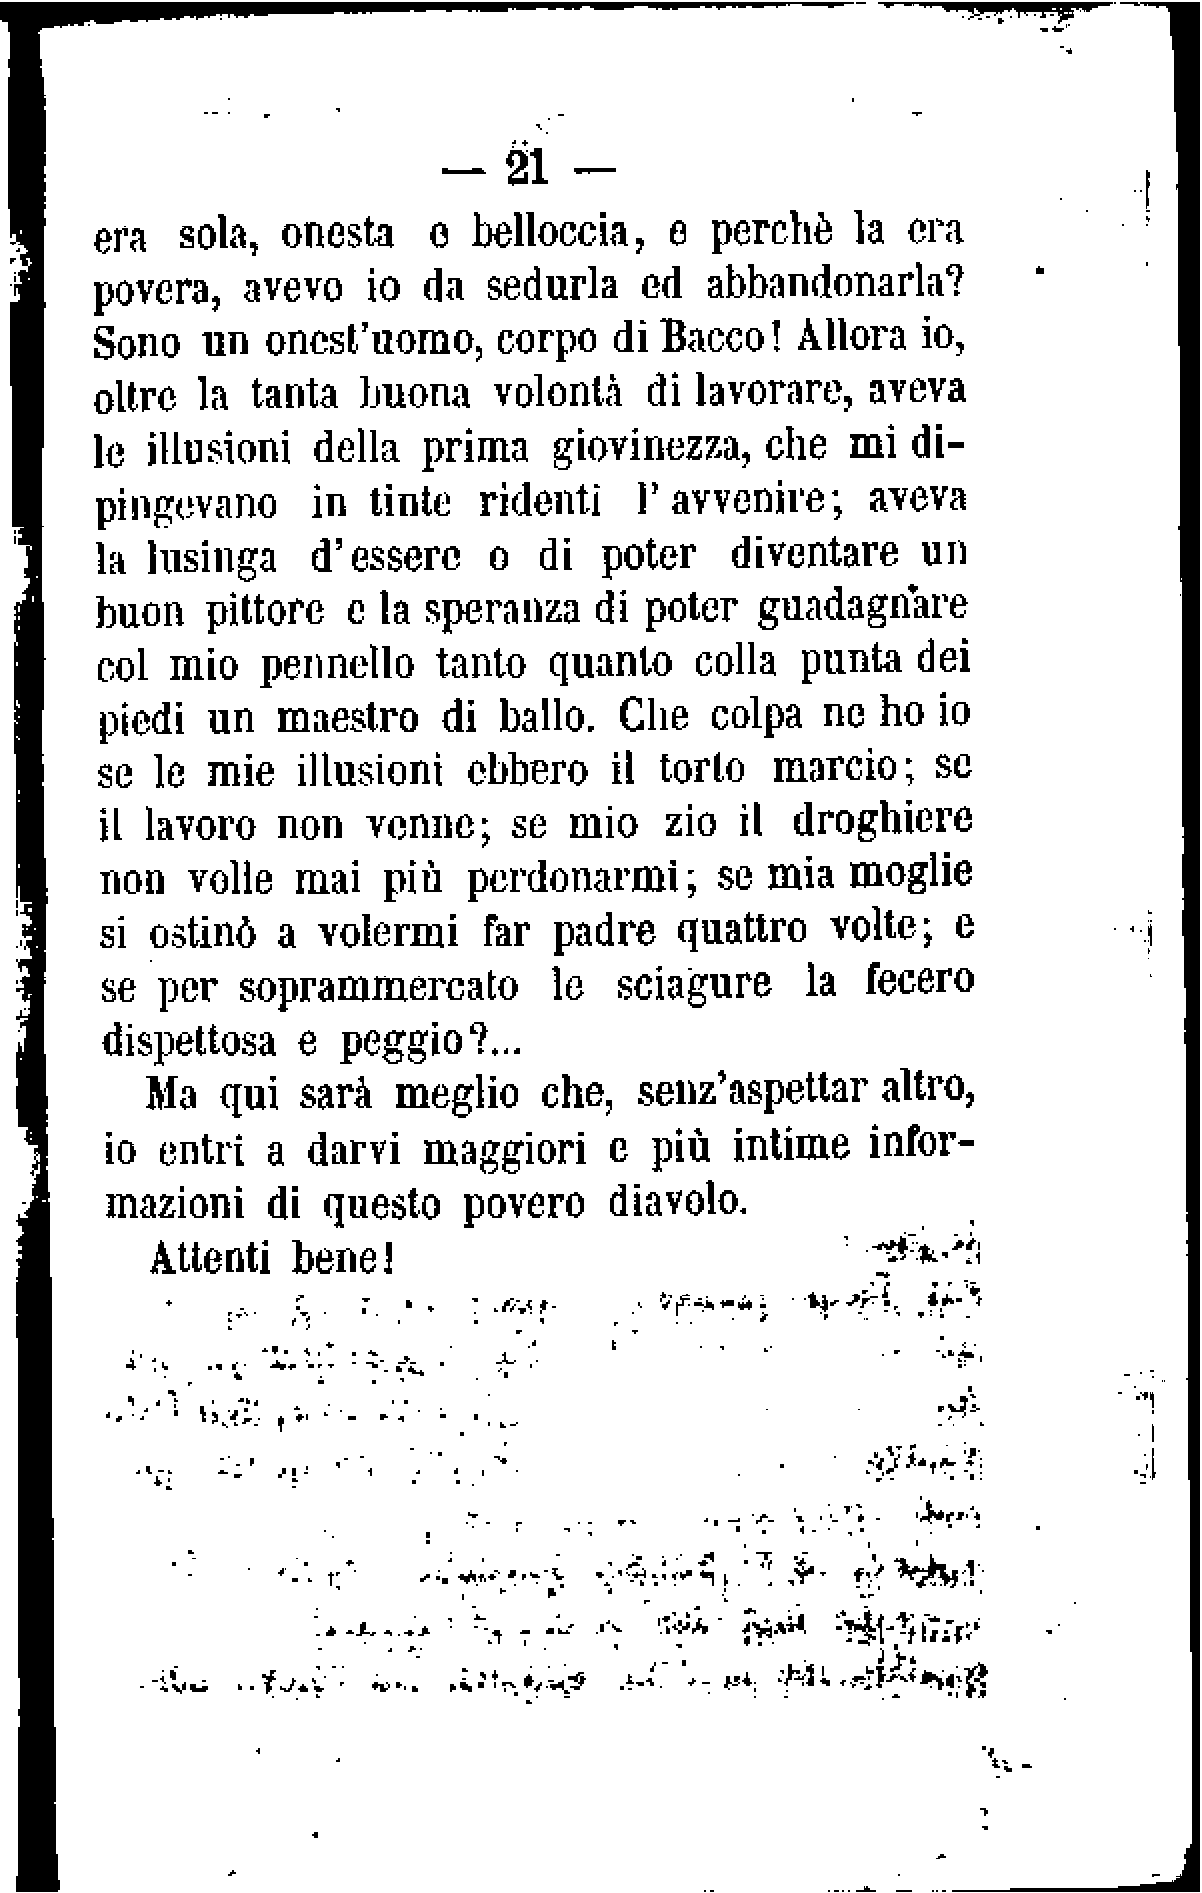 — 21 —
era sola, onesta e belloccia, e perchè la era
povera, avevo io da sedurla ed abbandonarla?
Sono un onest'uomo, corpo di Bacco! Allora io,
oltre la tanta buona volontà di lavorare, aveva
le illusioni della prima giovinezza, che mi di-
pingevano in tinte ridenti l'avvenire; aveva
la lusinga d'essere o di poter diventare un
buon pittore e la speranza di poter guadagnare
col mio pennello tanto quanto colla punta dei
piedi un maestro di ballo. Che colpa ne ho io
se le mie illusioni ebbero il torto marcio; se
il lavoro non venne; se mio zio il droghiere
non volle mai più perdonarmi; se mia moglie
si ostinò a volermi far padre quattro volte; e
se per soprammercato le sciagure la fecero
dispettosa e peggio?...
Ma qui sarà meglio che, senz'aspettar altro,
io entri a darvi maggiori e più intime infor-
mazioni di questo povero diavolo.
Attenti bene!